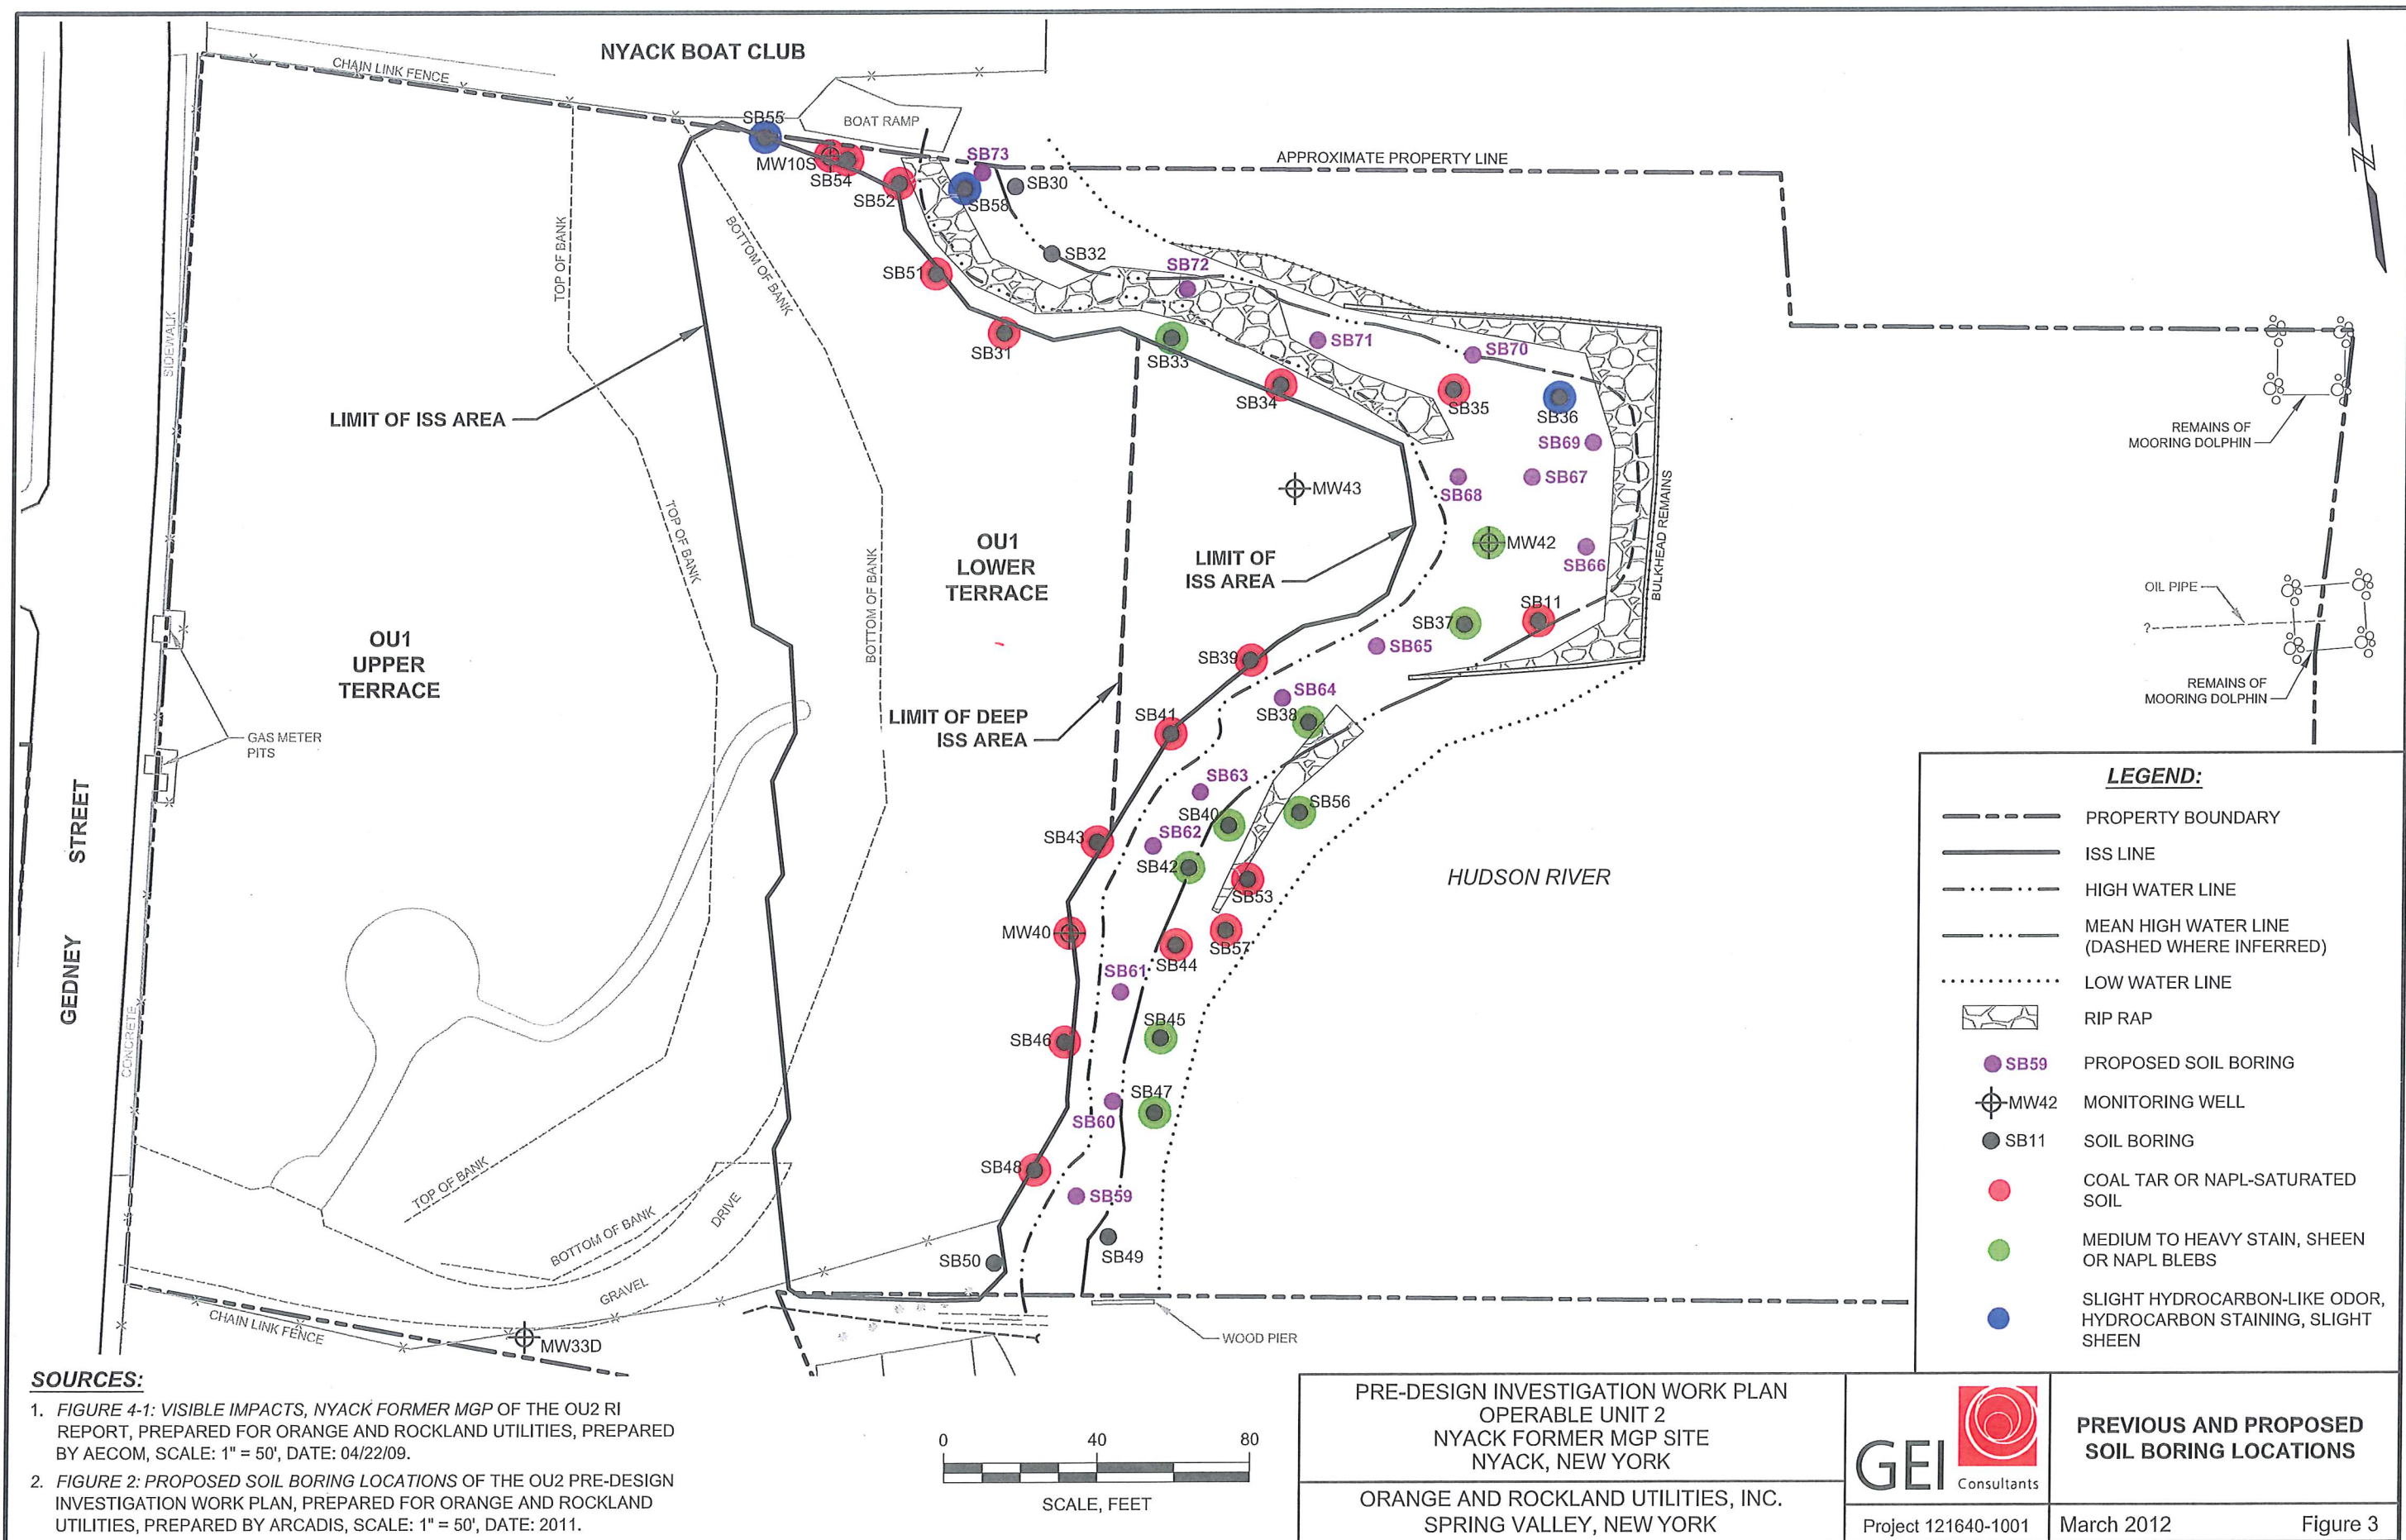 NYACK BOAT CLUB
CHAIN LINK FENCE
BOAT RAMP
APPROXIMATE PROPERTY LINE
SB55
MW10S
SB54
SB52
SB73
SB30
SB58
SB32
SB51
SB72
SB31
SB33
SB71
SB70
SB34
SB35
SB36
SB69
SB68
SB67
MW43
MW42
SB66
SB37
SB11
SB65
SB39
SB64
SB38
SB41
SB63
SB40
SB56
SB62
SB43
SB42
SB53
MW40
SB57
SB44
SB61
SB46
SB45
SB47
SB60
SB48
SB59
SB49
SB50
MW33D
TOP OF BANK
BOTTOM OF BANK
SIDEWALK
LIMIT OF ISS AREA
TOP OF BANK
BOTTOM OF BANK
OU1
LOWER
TERRACE
LIMIT OF
ISS AREA
BULKHEAD REMAINS
REMAINS OF
MOORING DOLPHIN
OIL PIPE
?
REMAINS OF
MOORING DOLPHIN
OU1
UPPER
TERRACE
LIMIT OF DEEP
ISS AREA
GAS METER
PITS
GEDNEY STREET
CONCRETE
HUDSON RIVER
TOP OF BANK
BOTTOM OF BANK
DRIVE
GRAVEL
CHAIN LINK FENCE
WOOD PIER
LEGEND:
PROPERTY BOUNDARY
ISS LINE
HIGH WATER LINE
MEAN HIGH WATER LINE
(DASHED WHERE INFERRED)
LOW WATER LINE
RIP RAP
SB59 PROPOSED SOIL BORING
MW42 MONITORING WELL
SB11 SOIL BORING
COAL TAR OR NAPL-SATURATED
SOIL
MEDIUM TO HEAVY STAIN, SHEEN
OR NAPL BLEBS
SLIGHT HYDROCARBON-LIKE ODOR,
HYDROCARBON STAINING, SLIGHT
SHEEN
SOURCES:
1. FIGURE 4-1: VISIBLE IMPACTS, NYACK FORMER MGP OF THE OU2 RI
REPORT, PREPARED FOR ORANGE AND ROCKLAND UTILITIES, PREPARED
BY AECOM, SCALE: 1" = 50', DATE: 04/22/09.
2. FIGURE 2: PROPOSED SOIL BORING LOCATIONS OF THE OU2 PRE-DESIGN
INVESTIGATION WORK PLAN, PREPARED FOR ORANGE AND ROCKLAND
UTILITIES, PREPARED BY ARCADIS, SCALE: 1" = 50', DATE: 2011.
0 40 80
SCALE, FEET
PRE-DESIGN INVESTIGATION WORK PLAN
OPERABLE UNIT 2
NYACK FORMER MGP SITE
NYACK, NEW YORK
ORANGE AND ROCKLAND UTILITIES, INC.
SPRING VALLEY, NEW YORK
GEI Consultants
Project 121640-1001
PREVIOUS AND PROPOSED
SOIL BORING LOCATIONS
March 2012 Figure 3